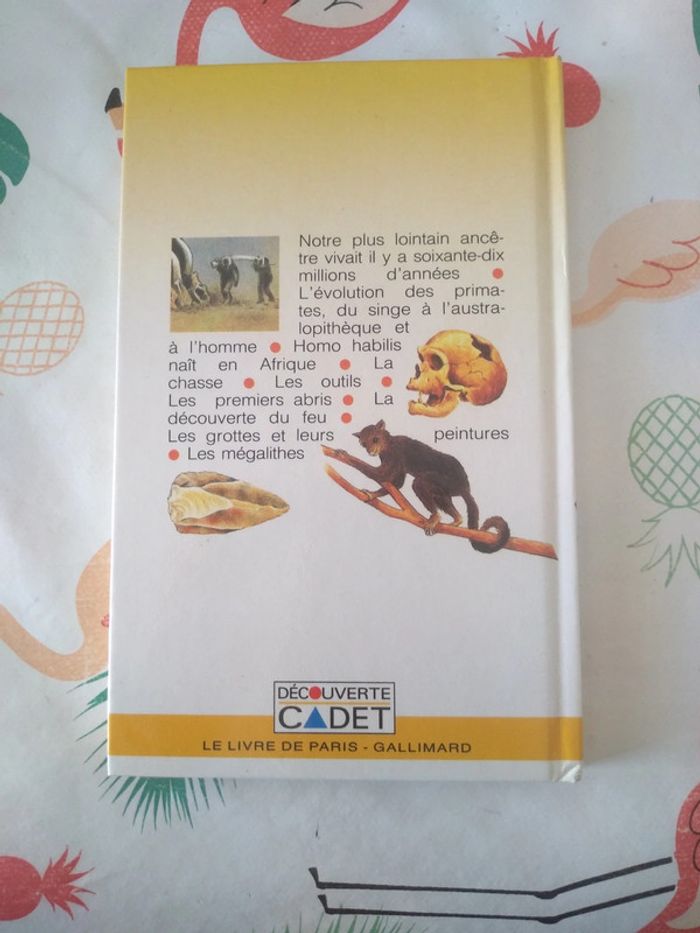 Notre plus lointain ancê-
tre vivait il y a soixante-dix
millions d'années ●
L'évolution des prima-
tes, du singe à l'austra-
lopithèque et
à l'homme ● Homo habilis
naît en Afrique ● La
chasse ● Les outils ●
Les premiers abris ● La
découverte du feu ●
Les grottes et leurs peintures
● Les mégalithes
DÉCOUVERTE
CADET
LE LIVRE DE PARIS - GALLIMARD